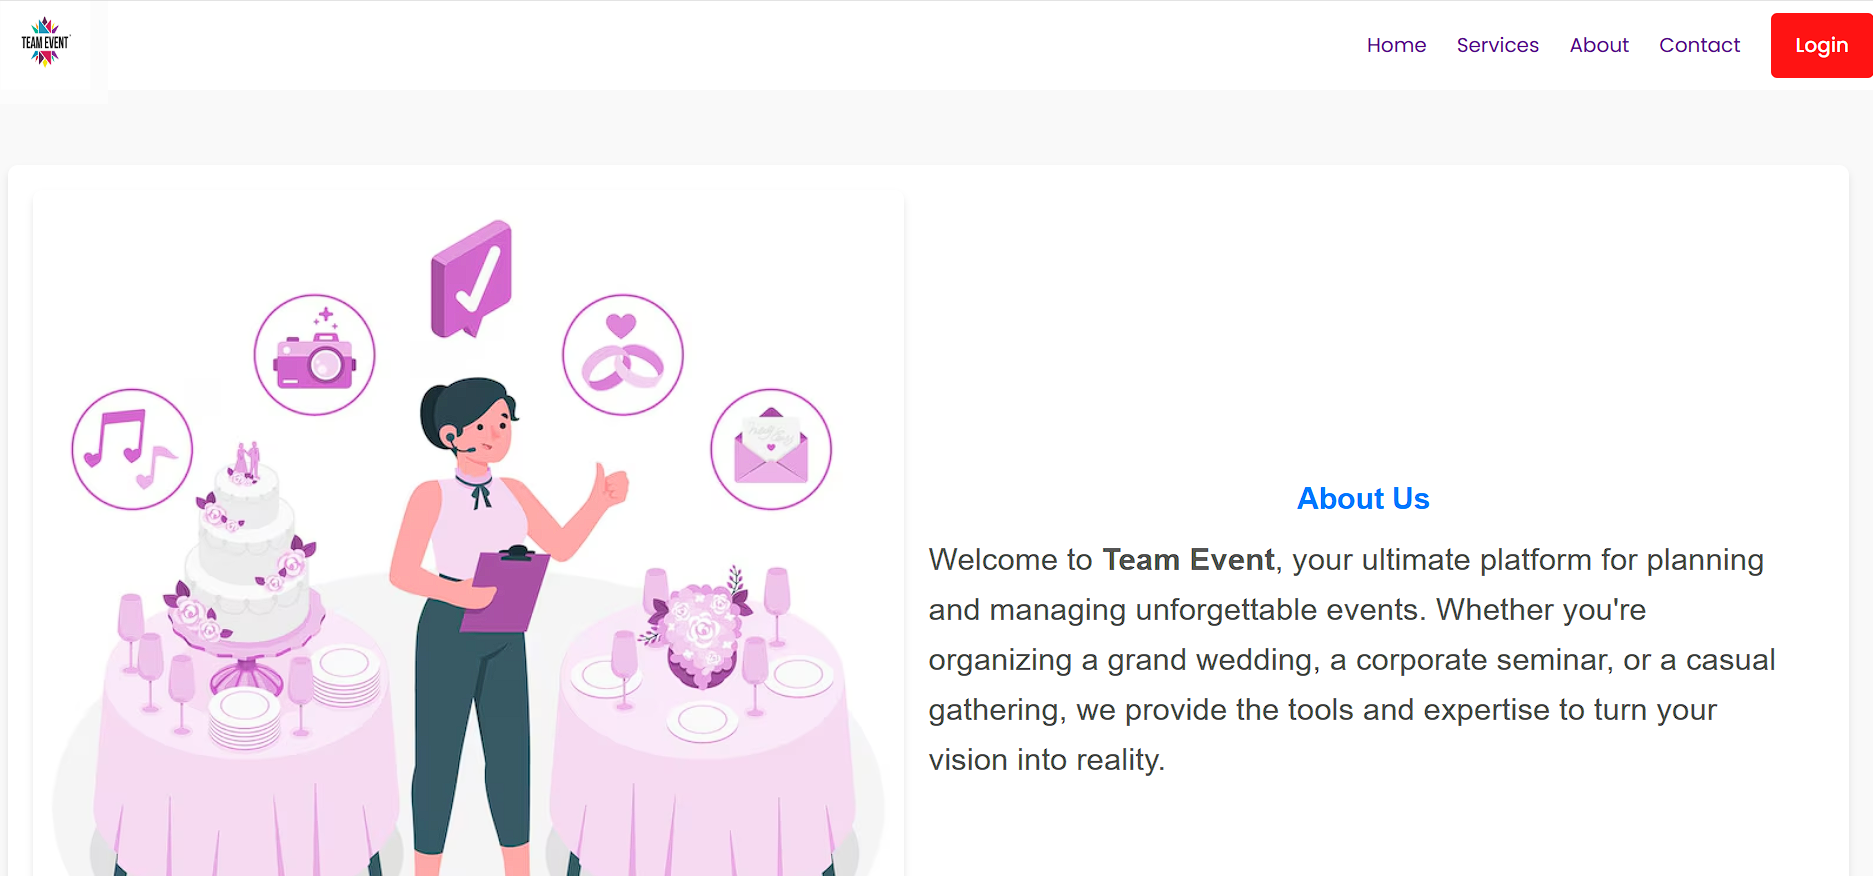 TEAM EVENT
Home Services About Contact Login
About Us
Welcome to Team Event, your ultimate platform for planning
and managing unforgettable events. Whether you're
organizing a grand wedding, a corporate seminar, or a casual
gathering, we provide the tools and expertise to turn your
vision into reality.